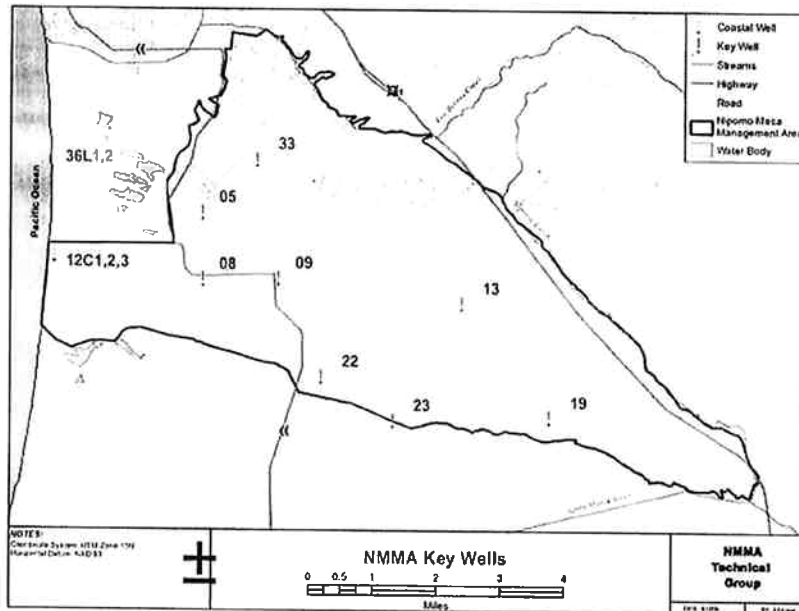 Coastal Well
Key Well
Streams
Highway
Road
Nipomo Mesa
Management Area
Water Body
Pacific Ocean
33
36L1,2
05
12C1,2,3
08
09
13
22
23
19
NOTES:
NMMA Key Wells
0 0.5 1 2 3 4
Miles
NMMA
Technical
Group